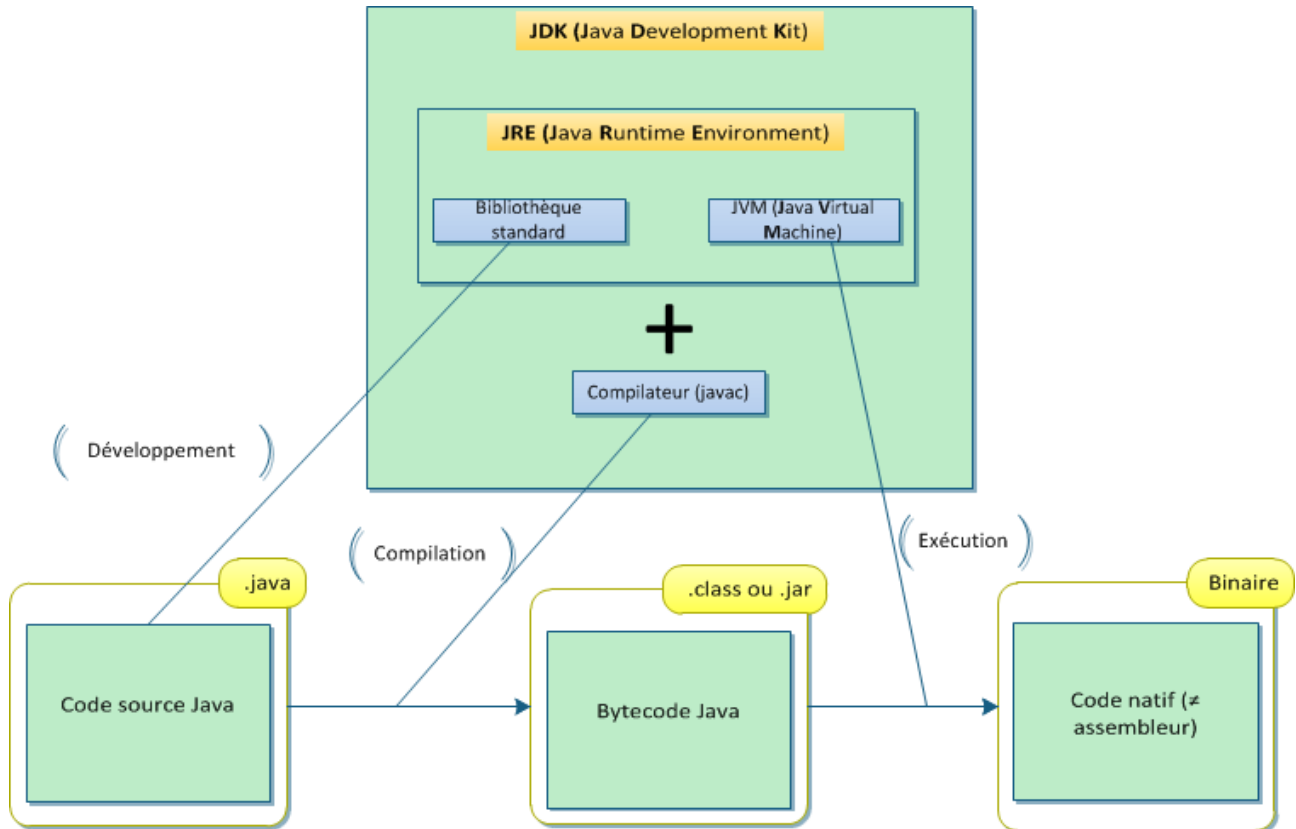 JDK (Java Development Kit)
JRE (Java Runtime Environment)
Bibliothèque
standard
JVM (Java Virtual
Machine)
+
Compilateur (javac)
Développement
Compilation
Exécution
.java
.class ou .jar
Binaire
Code source Java
Bytecode Java
Code natif (≠
assembleur)